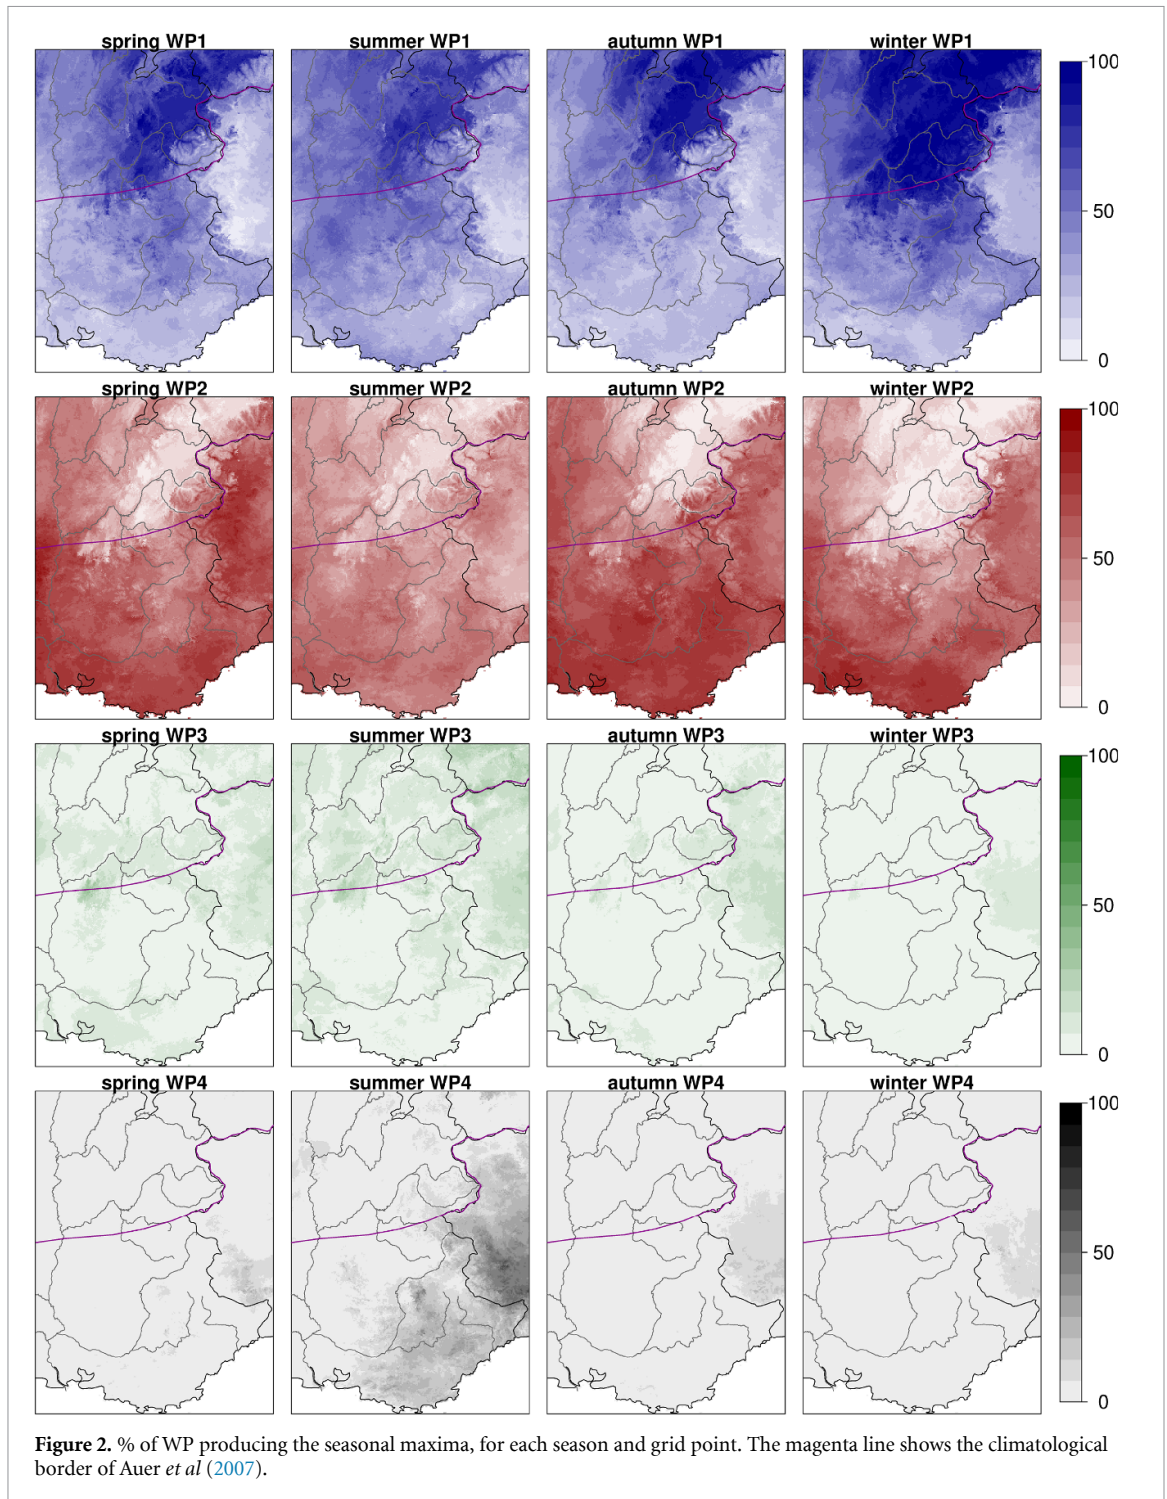 spring WP1 summer WP1 autumn WP1 winter WP1
100
50
0
spring WP2 summer WP2 autumn WP2 winter WP2
100
50
0
spring WP3 summer WP3 autumn WP3 winter WP3
100
50
0
spring WP4 summer WP4 autumn WP4 winter WP4
100
50
0
Figure 2. % of WP producing the seasonal maxima, for each season and grid point. The magenta line shows the climatological
border of Auer et al (2007).